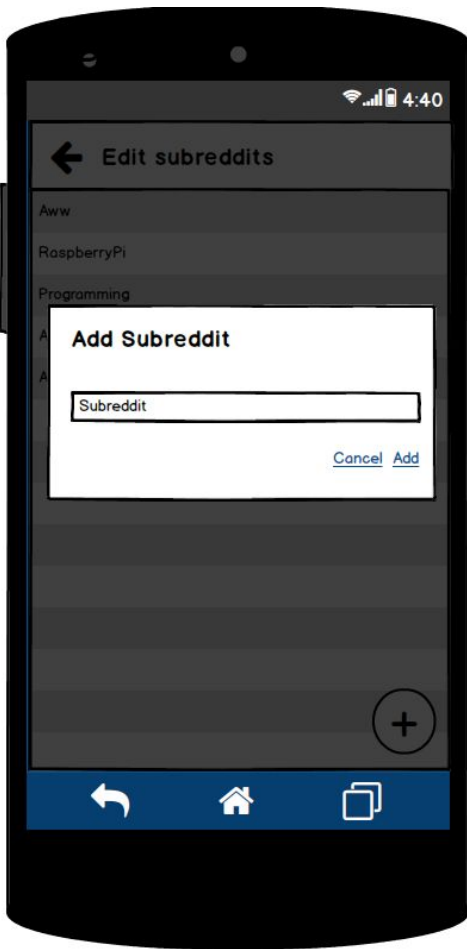 4:40
Edit subreddits
Aww
RaspberryPi
Programming
A
Add Subreddit
A
Subreddit
Cancel Add